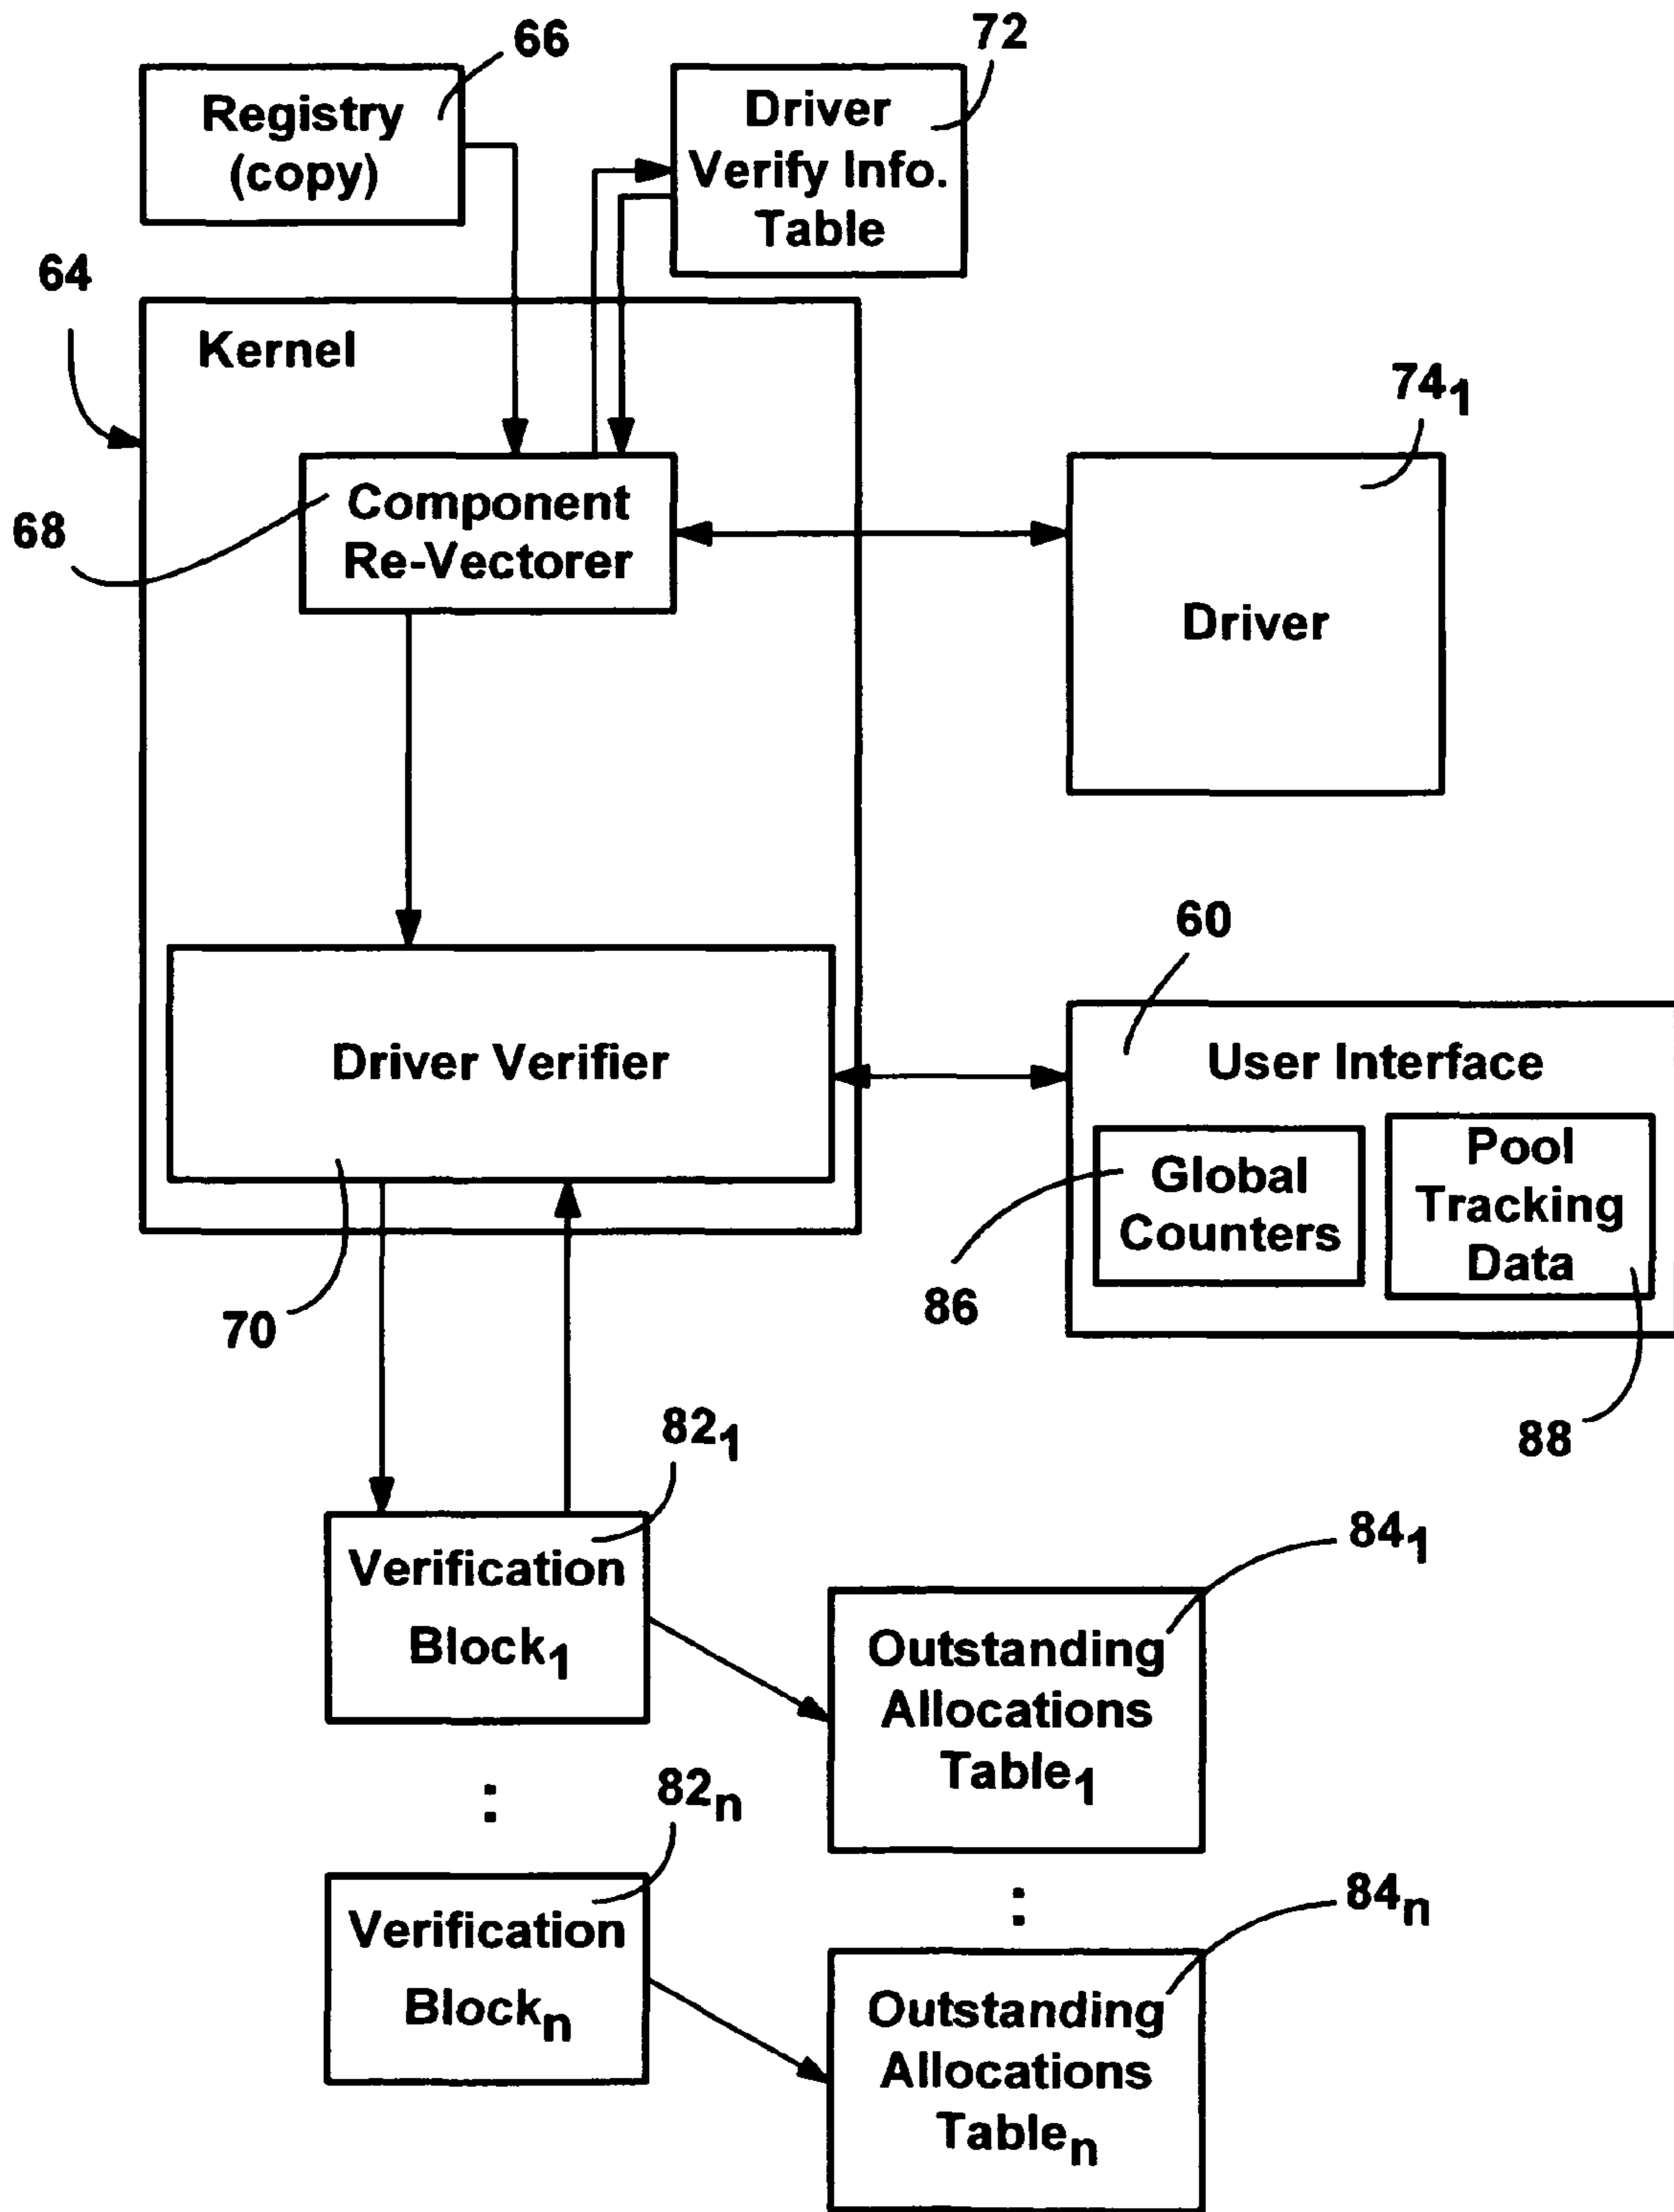 66
72
Registry
(copy)
Driver
Verify Info.
Table
64
Kernel
74₁
68
Component
Re-Vectorer
Driver
60
Driver Verifier
User Interface
Global
Counters
Pool
Tracking
Data
70
86
88
82₁
Verification
Block₁
84₁
Outstanding
Allocations
Table₁
:
82ₙ
:
84ₙ
Verification
Blockₙ
Outstanding
Allocations
Tableₙ